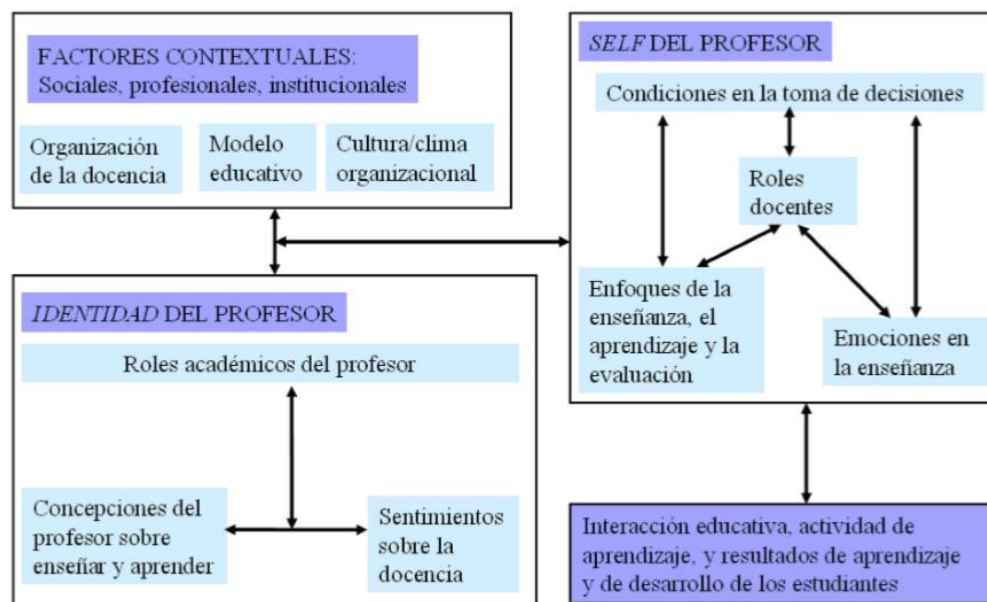 FACTORES CONTEXTUALES:
Sociales, profesionales, institucionales
Organización
de la docencia
Modelo
educativo
Cultura/clima
organizacional
IDENTIDAD DEL PROFESOR
Roles académicos del profesor
Concepciones del
profesor sobre
enseñar y aprender
Sentimientos
sobre la
docencia
SELF DEL PROFESOR
Condiciones en la toma de decisiones
Roles
docentes
Enfoques de la
enseñanza, el
aprendizaje y la
evaluación
Emociones en
la enseñanza
Interacción educativa, actividad de
aprendizaje, y resultados de aprendizaje
y de desarrollo de los estudiantes